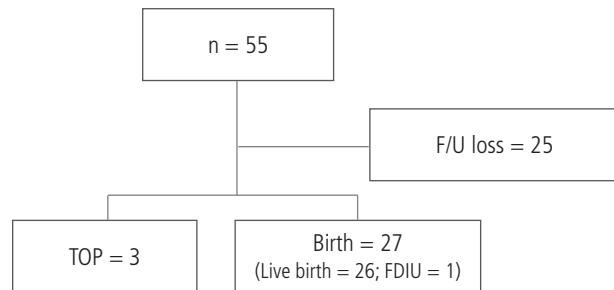 n = 55
F/U loss = 25
TOP = 3
Birth = 27
(Live birth = 26; FDIU = 1)